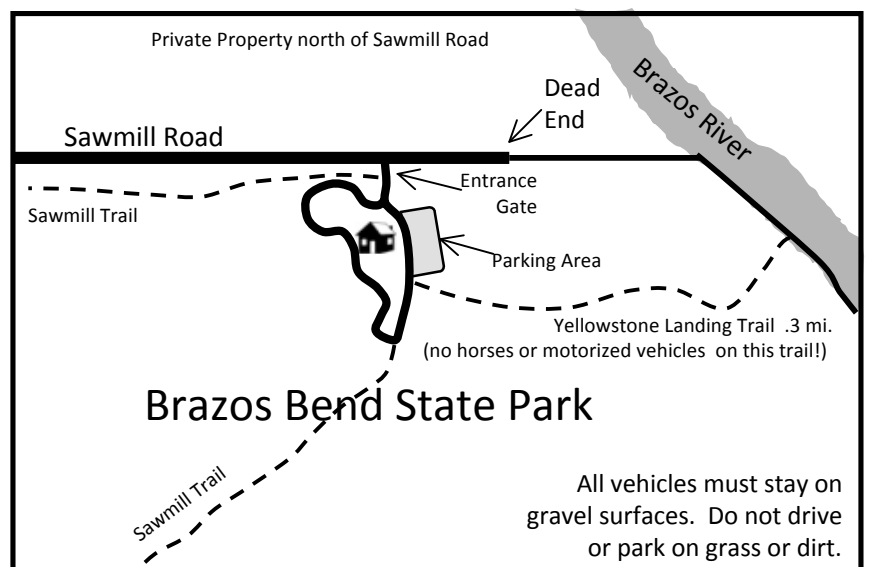 Private Property north of Sawmill Road
Dead
End
Brazos River
Sawmill Road
Entrance
Gate
Sawmill Trail
Parking Area
Yellowstone Landing Trail .3 mi.
(no horses or motorized vehicles on this trail!)
Brazos Bend State Park
Sawmill Trail
All vehicles must stay on
gravel surfaces. Do not drive
or park on grass or dirt.